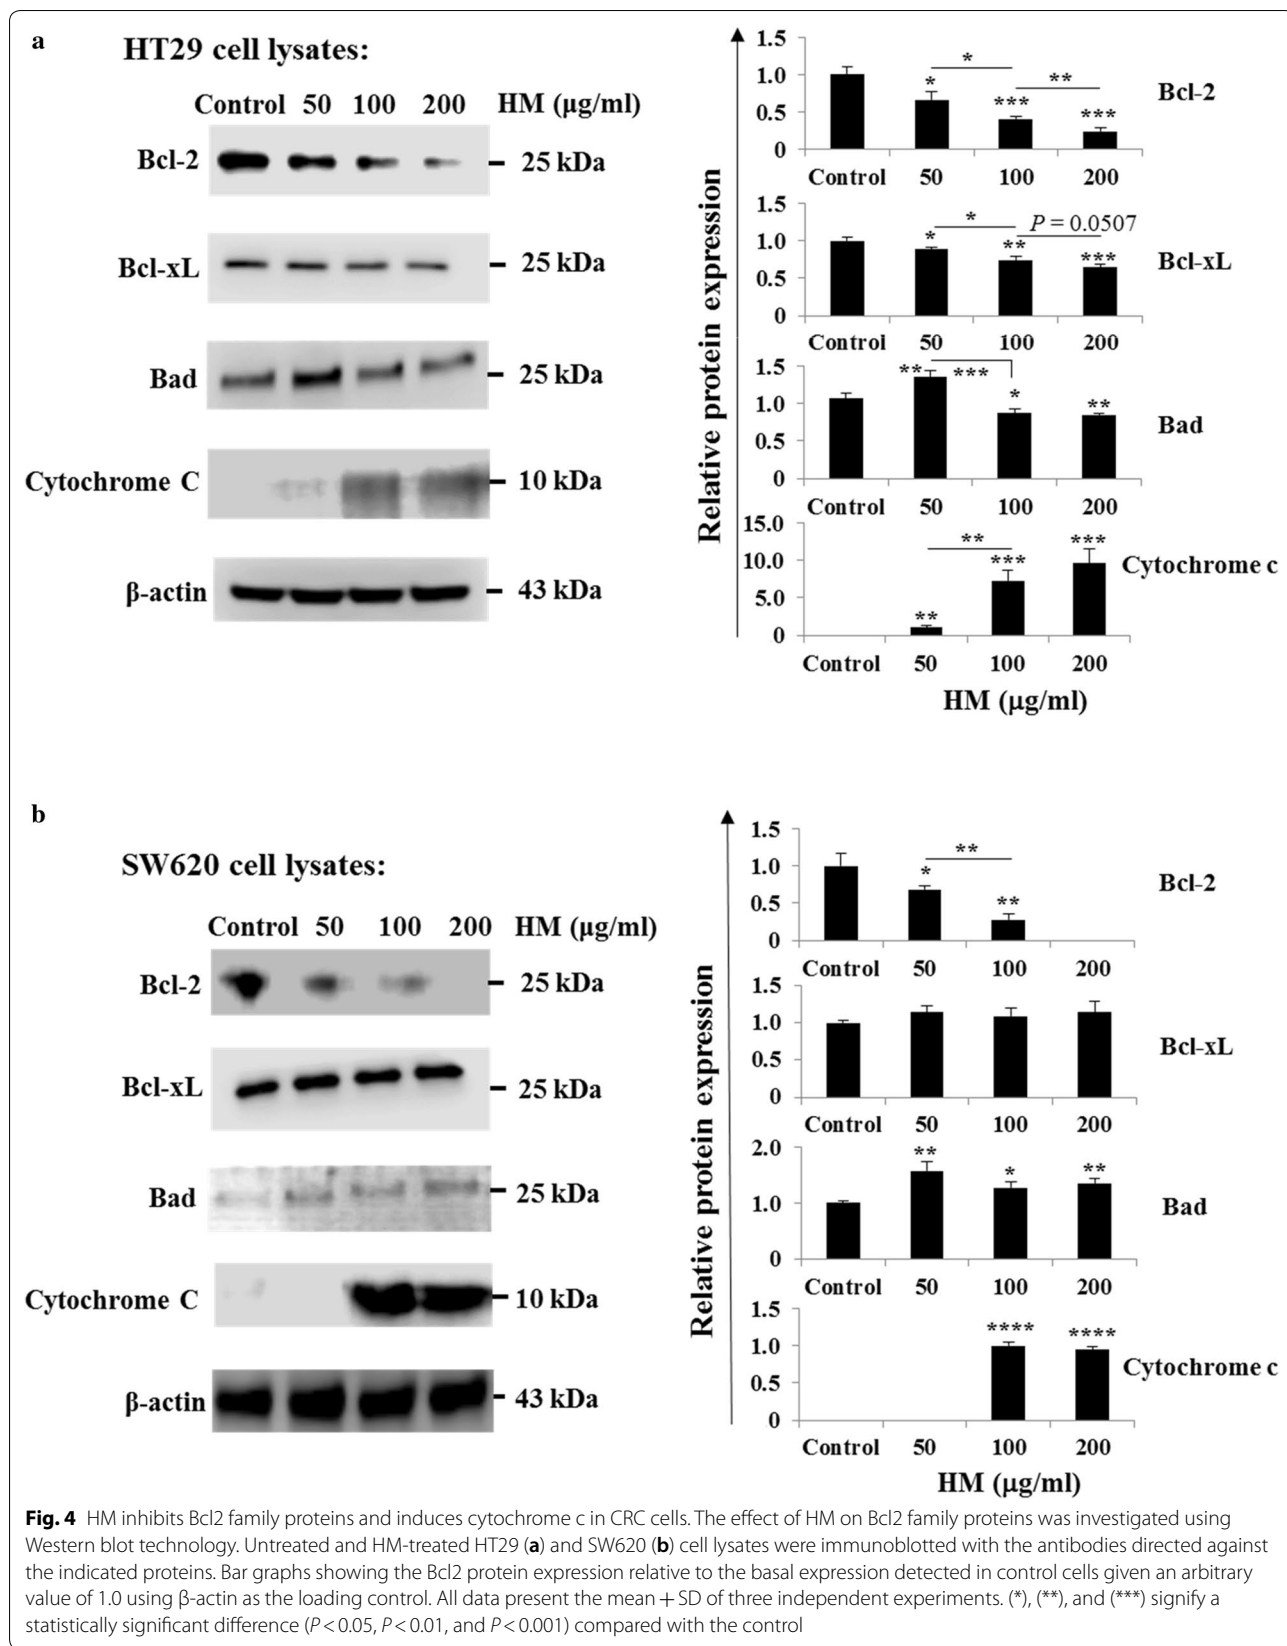 a
HT29 cell lysates:
Control 50 100 200 HM (µg/ml)
Bcl-2 25 kDa
Bcl-xL 25 kDa
Bad 25 kDa
Cytochrome C 10 kDa
β-actin 43 kDa
Relative protein expression
1.5
1.0
0.5
0
* * *** ** ***
Control 50 100 200
Bcl-2
1.5
1.0
0.5
0
* * ** P = 0.0507 ***
Control 50 100 200
Bcl-xL
1.5
1.0
0.5
0
** *** * **
Control 50 100 200
Bad
15.0
10.0
5.0
0
** ** *** ***
Control 50 100 200
Cytochrome c
HM (µg/ml)
b
SW620 cell lysates:
Control 50 100 200 HM (µg/ml)
Bcl-2 25 kDa
Bcl-xL 25 kDa
Bad 25 kDa
Cytochrome C 10 kDa
β-actin 43 kDa
Relative protein expression
1.5
1.0
0.5
0
* ** **
Control 50 100 200
Bcl-2
1.5
1.0
0.5
0
Control 50 100 200
Bcl-xL
2.0
1.0
0
** * **
Control 50 100 200
Bad
1.5
1.0
0.5
0
**** ****
Control 50 100 200
Cytochrome c
HM (µg/ml)
Fig. 4 HM inhibits Bcl2 family proteins and induces cytochrome c in CRC cells. The effect of HM on Bcl2 family proteins was investigated using
Western blot technology. Untreated and HM-treated HT29 (a) and SW620 (b) cell lysates were immunoblotted with the antibodies directed against
the indicated proteins. Bar graphs showing the Bcl2 protein expression relative to the basal expression detected in control cells given an arbitrary
value of 1.0 using β-actin as the loading control. All data present the mean + SD of three independent experiments. (*), (**), and (***) signify a
statistically significant difference (P < 0.05, P < 0.01, and P < 0.001) compared with the control